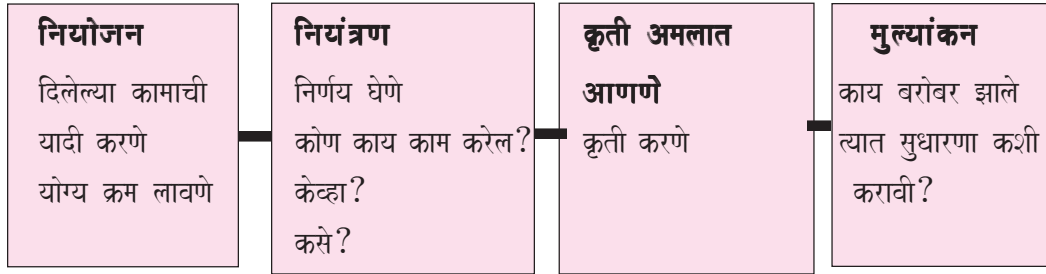 नियोजन
दिलेल्या कामाची
यादी करणे
योग्य क्रम लावणे
नियंत्रण
निर्णय घेणे
कोण काय काम करेल?
केव्हा?
कसे?
कृती अमलात
आणणे
कृती करणे
मुल्यांकन
काय बरोबर झाले
त्यात सुधारणा कशी
करावी?